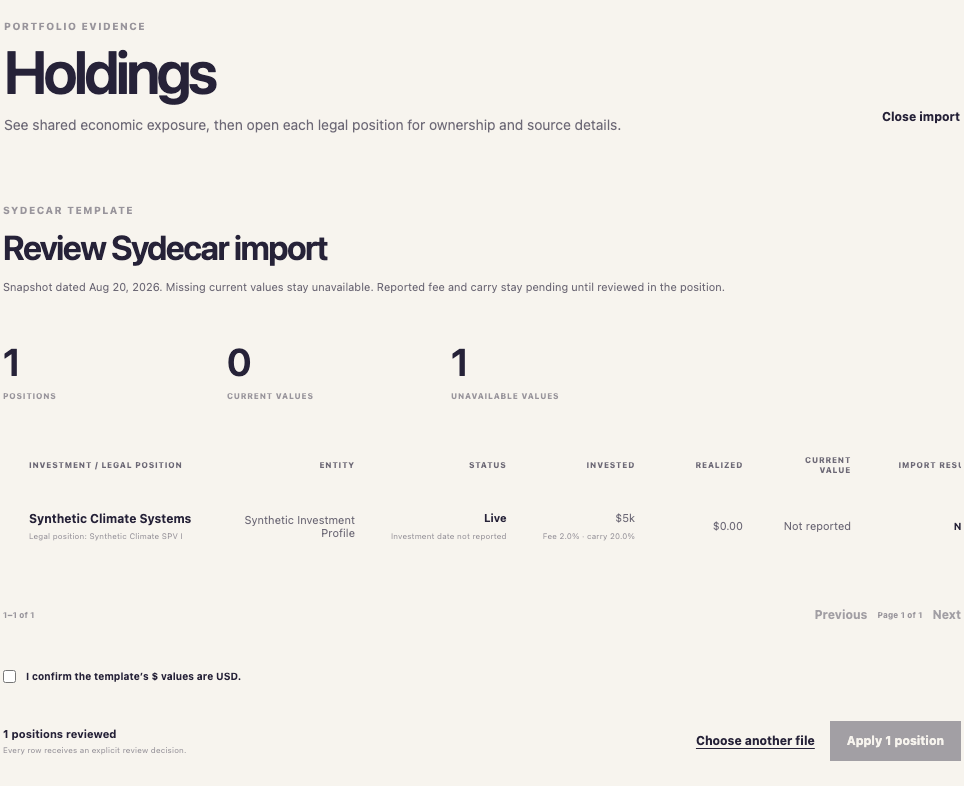 PORTFOLIO EVIDENCE
Holdings
See shared economic exposure, then open each legal position for ownership and source details.
Close import
SYDECAR TEMPLATE
Review Sydecar import
Snapshot dated Aug 20, 2026. Missing current values stay unavailable. Reported fee and carry stay pending until reviewed in the position.
1
0
1
POSITIONS
CURRENT VALUES
UNAVAILABLE VALUES
INVESTMENT / LEGAL POSITION
ENTITY
STATUS
INVESTED
REALIZED
CURRENT
VALUE
IMPORT
Synthetic Climate Systems
Legal position: Synthetic Climate SPV I
Synthetic Investment
Profile
Live
Investment date not reported
$5k
Fee 2.0% · carry 20.0%
$0.00
Not reported
1–1 of 1
Previous
Page 1 of 1
Next
I confirm the template's $ values are USD.
1 positions reviewed
Every row receives an explicit review decision.
Choose another file
Apply 1 position